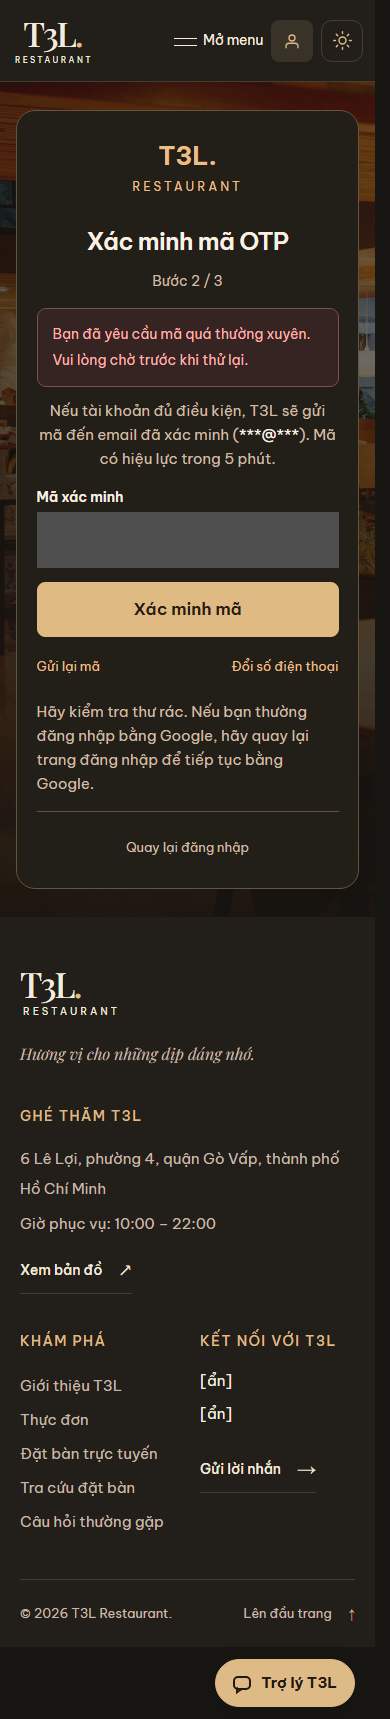 T3L.
RESTAURANT
Mở menu
T3L.
RESTAURANT
Xác minh mã OTP
Bước 2 / 3
Bạn đã yêu cầu mã quá thường xuyên.
Vui lòng chờ trước khi thử lại.
Nếu tài khoản đủ điều kiện, T3L sẽ gửi
mã đến email đã xác minh (***@***). Mã
có hiệu lực trong 5 phút.
Mã xác minh
Xác minh mã
Gửi lại mã
Đổi số điện thoại
Hãy kiểm tra thư rác. Nếu bạn thường
đăng nhập bằng Google, hãy quay lại
trang đăng nhập để tiếp tục bằng
Google.
Quay lại đăng nhập
T3L.
RESTAURANT
Hương vị cho những dịp đáng nhớ.
GHÉ THĂM T3L
6 Lê Lợi, phường 4, quận Gò Vấp, thành phố
Hồ Chí Minh
Giờ phục vụ: 10:00 – 22:00
Xem bản đồ ↗
KHÁM PHÁ
Giới thiệu T3L
Thực đơn
Đặt bàn trực tuyến
Tra cứu đặt bàn
Câu hỏi thường gặp
KẾT NỐI VỚI T3L
[ẩn]
[ẩn]
Gửi lời nhắn →
© 2026 T3L Restaurant.
Lên đầu trang ↑
Trợ lý T3L